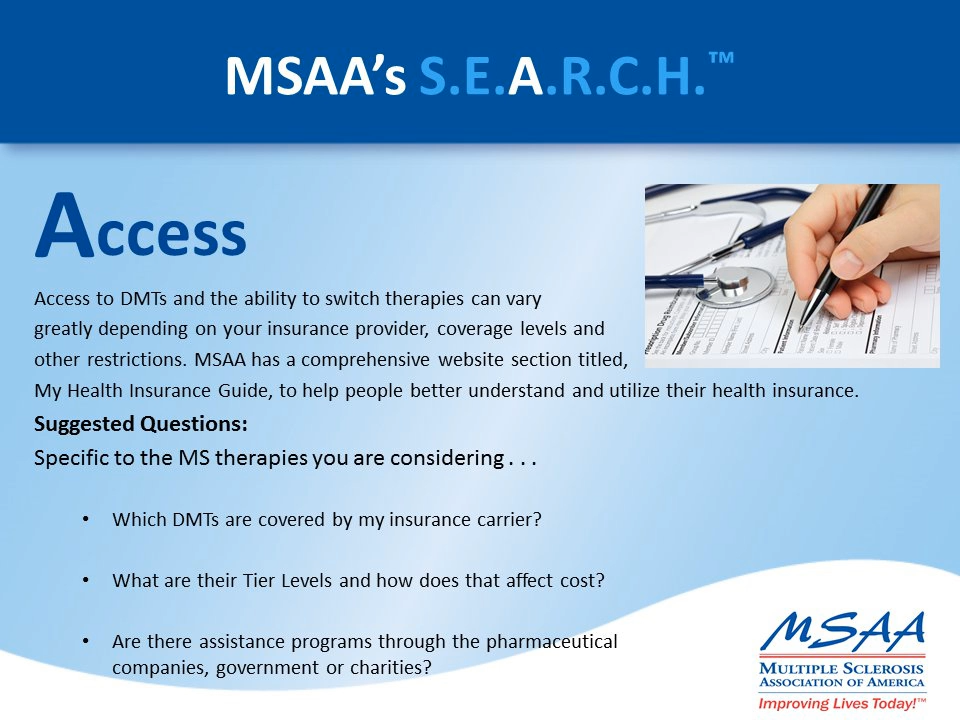 MSAA’s S.E.A.R.C.H.™
Access
Access to DMTs and the ability to switch therapies can vary
greatly depending on your insurance provider, coverage levels and
other restrictions. MSAA has a comprehensive website section titled,
My Health Insurance Guide, to help people better understand and utilize their health insurance.
Suggested Questions:
Specific to the MS therapies you are considering . . .
• Which DMTs are covered by my insurance carrier?
• What are their Tier Levels and how does that affect cost?
• Are there assistance programs through the pharmaceutical
companies, government or charities?
MSAA
MULTIPLE SCLEROSIS
ASSOCIATION OF AMERICA
Improving Lives Today!™